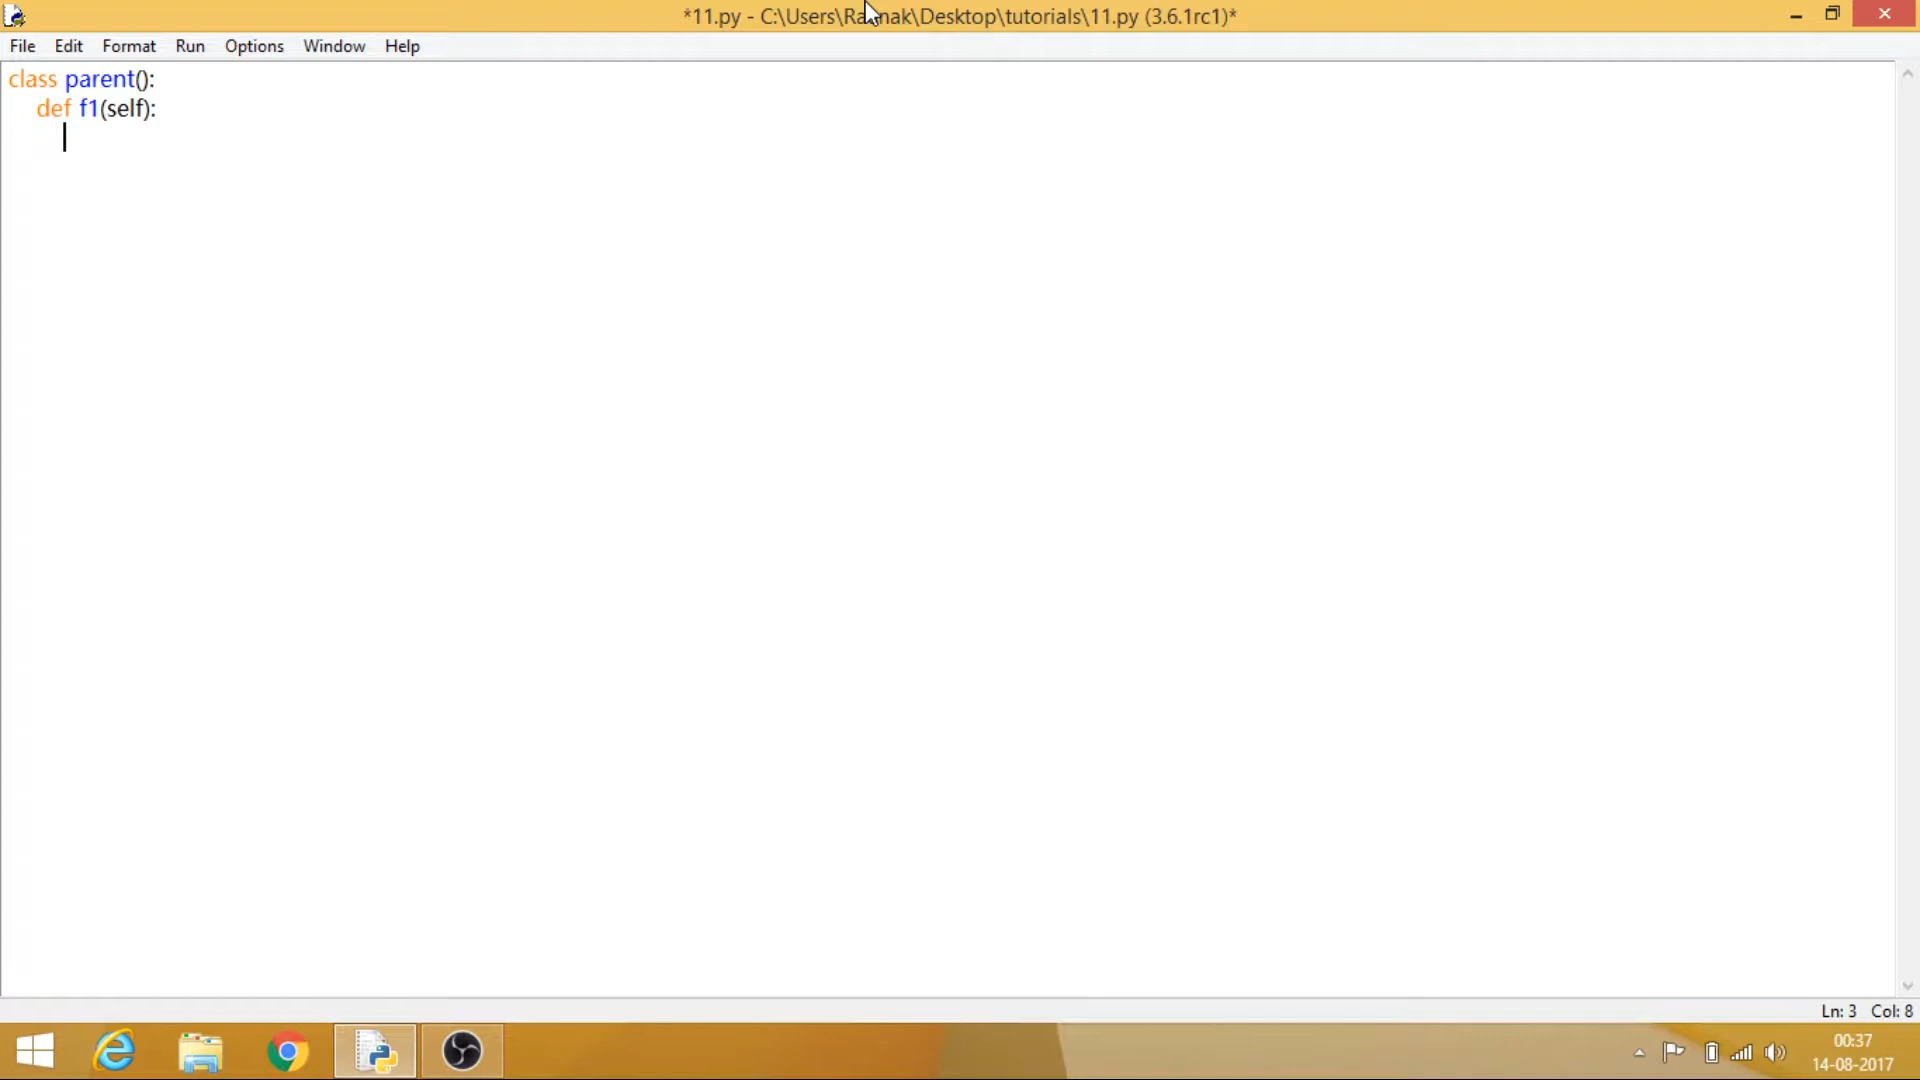 *11.py - C:\Users\Ra nak\Desktop\tutorials\11.py (3.6.1rc1)*
File Edit Format Run Options Window Help
class parent():
def f1(self):
Ln: 3 Col: 8
00:37
14-08-2017